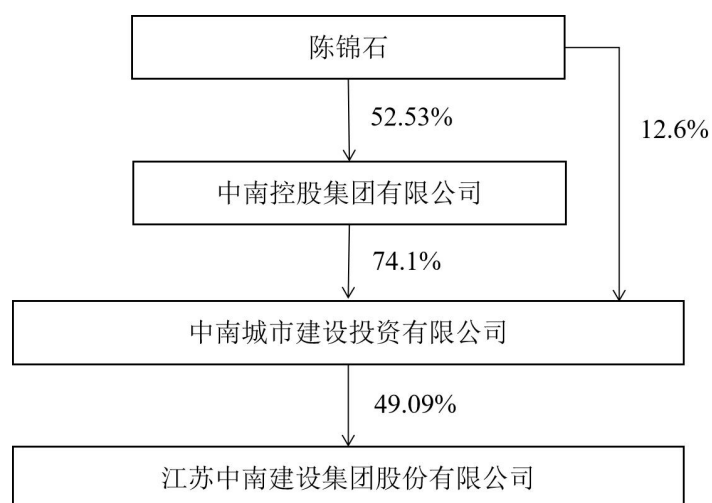 陈锦石
52.53%
12.6%
中南控股集团有限公司
74.1%
中南城市建设投资有限公司
49.09%
江苏中南建设集团股份有限公司